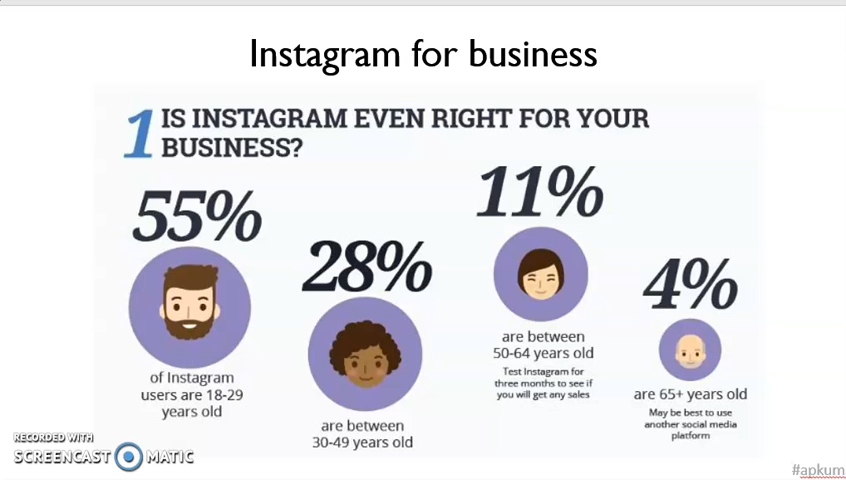 Instagram for business
1 IS INSTAGRAM EVEN RIGHT FOR YOUR
BUSINESS?
55%
of Instagram
users are 18-29
years old
28%
are between
30-49 years old
11%
are between
50-64 years old
Test Instagram for
three months to see if
you will get any sales
4%
are 65+ years old
May be best to use
another social media
platform
RECORDED WITH
SCREENCAST MATIC
#apkum